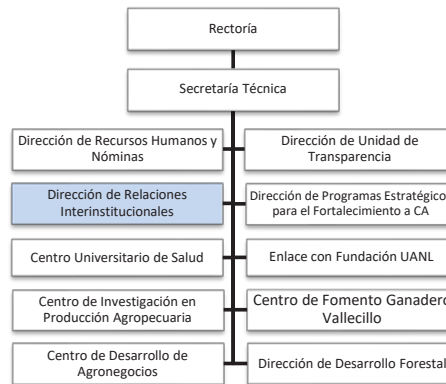 Rectoría
Secretaría Técnica
Dirección de Recursos Humanos y
Nóminas
Dirección de Unidad de
Transparencia
Dirección de Relaciones
Interinstitucionales
Dirección de Programas Estratégico
para el Fortalecimiento a CA
Centro Universitario de Salud
Enlace con Fundación UANL
Centro de Investigación en
Producción Agropecuaria
Centro de Fomento Ganadero
Vallecillo
Centro de Desarrollo de
Agronegocios
Dirección de Desarrollo Forestal